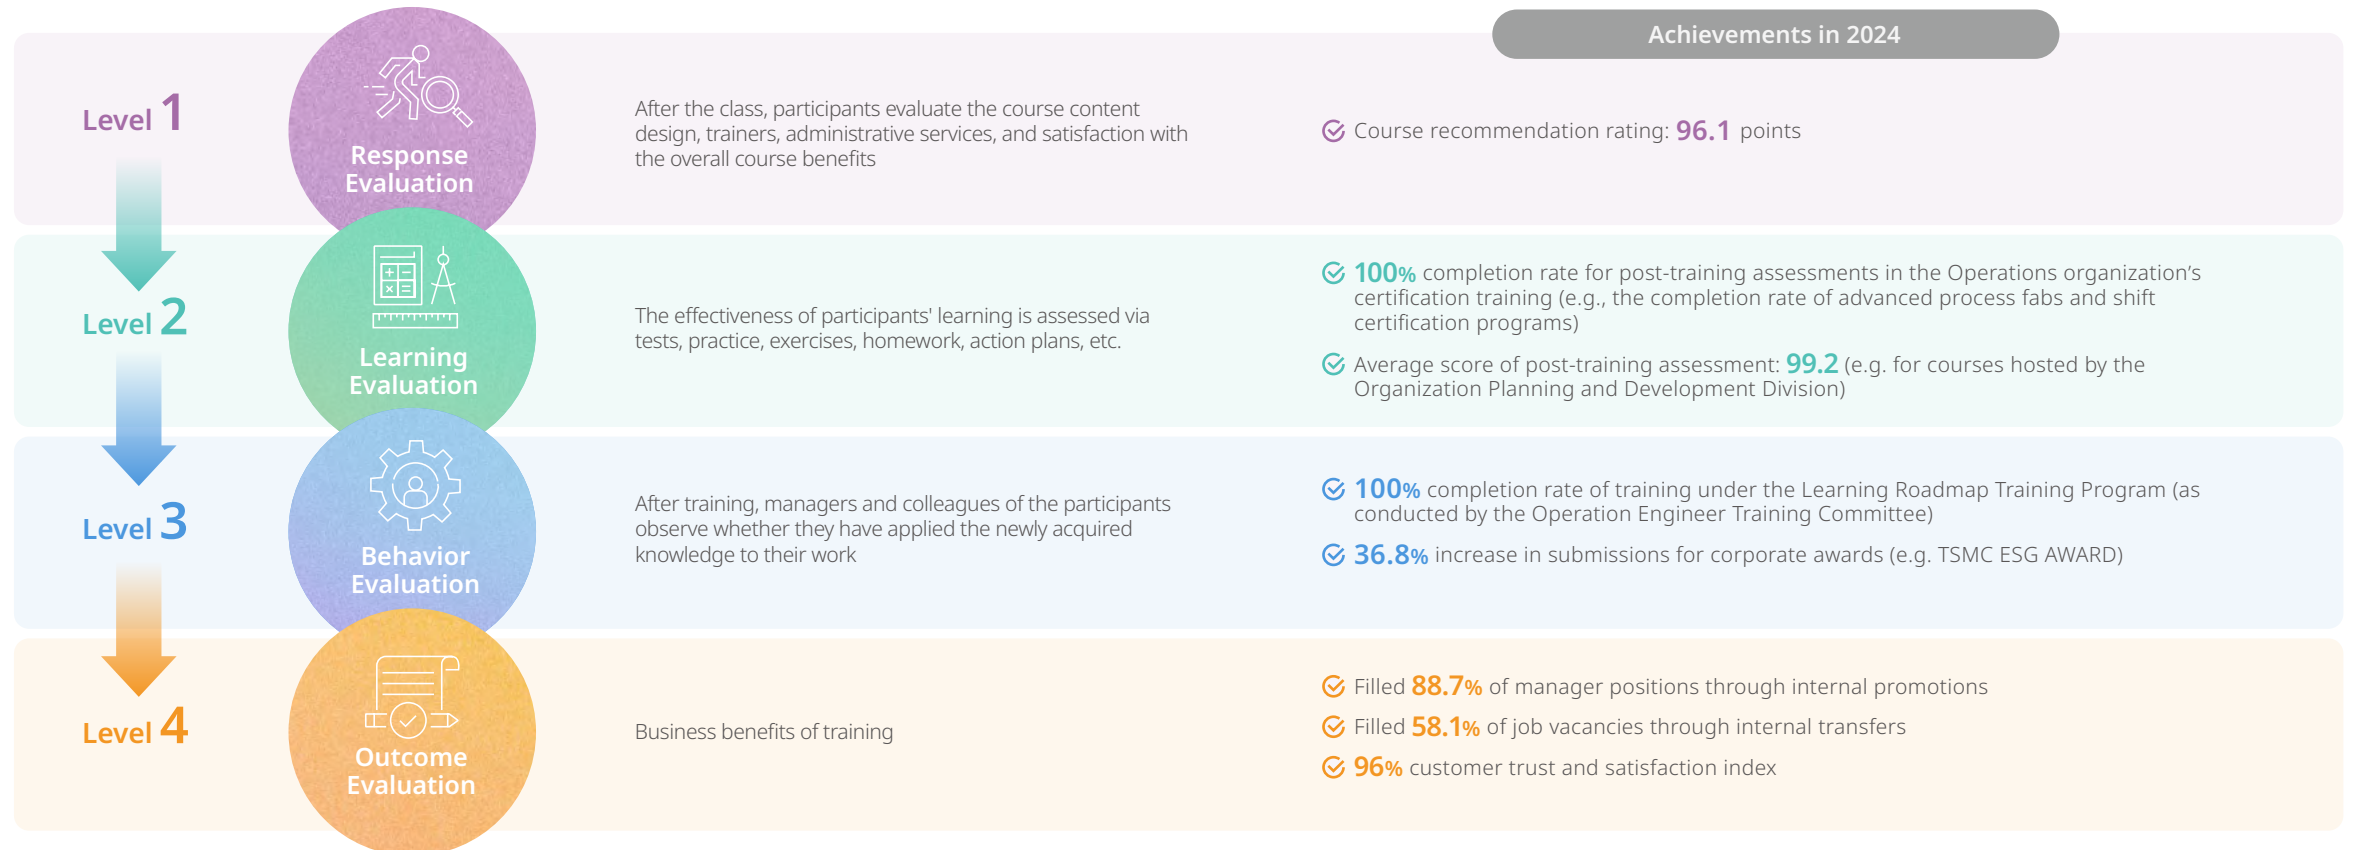 Achievements in 2024
Level 1
Response
Evaluation
After the class, participants evaluate the course content
design, trainers, administrative services, and satisfaction with
the overall course benefits
Course recommendation rating: 96.1 points
Level 2
Learning
Evaluation
The effectiveness of participants' learning is assessed via
tests, practice, exercises, homework, action plans, etc.
100% completion rate for post-training assessments in the Operations organization’s
certification training (e.g., the completion rate of advanced process fabs and shift
certification programs)
Average score of post-training assessment: 99.2 (e.g. for courses hosted by the
Organization Planning and Development Division)
Level 3
Behavior
Evaluation
After training, managers and colleagues of the participants
observe whether they have applied the newly acquired
knowledge to their work
100% completion rate of training under the Learning Roadmap Training Program (as
conducted by the Operation Engineer Training Committee)
36.8% increase in submissions for corporate awards (e.g. TSMC ESG AWARD)
Level 4
Outcome
Evaluation
Business benefits of training
Filled 88.7% of manager positions through internal promotions
Filled 58.1% of job vacancies through internal transfers
96% customer trust and satisfaction index